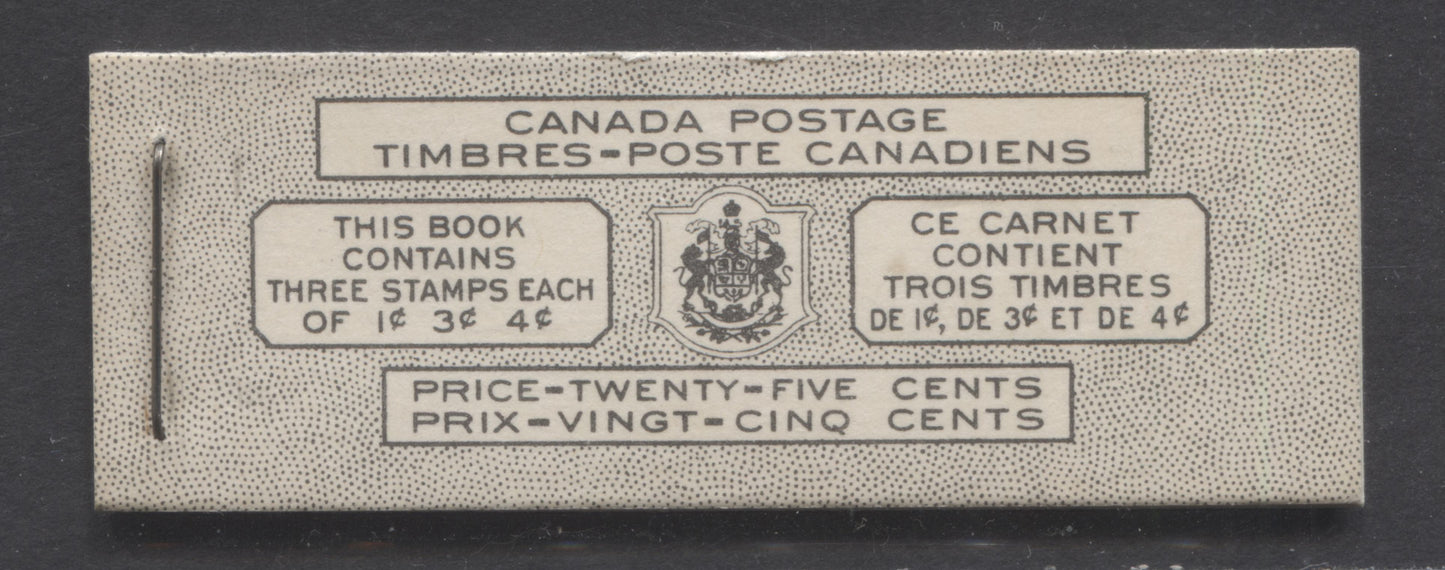 CANADA POSTAGE
TIMBRES-POSTE CANADIENS
THIS BOOK
CONTAINS
THREE STAMPS EACH
OF 1¢ 3¢ 4¢
CE CARNET
CONTIENT
TROIS TIMBRES
DE 1¢, DE 3¢ ET DE 4¢
PRICE-TWENTY-FIVE CENTS
PRIX-VINGT-CINQ CENTS